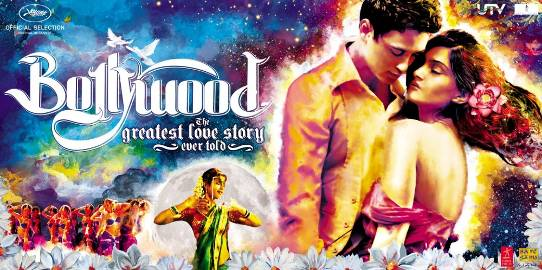 OFFICIAL SELECTION
UTV
Bollywood
The
greatest love story
ever told